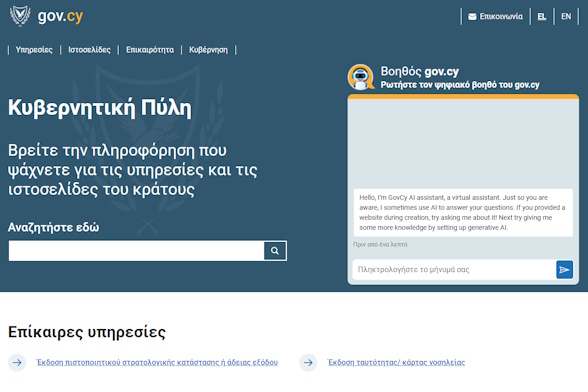 gov.cy
Επικοινωνία
EL
EN
Υπηρεσίες
Ιστοσελίδες
Επικαιρότητα
Κυβέρνηση
Κυβερνητική Πύλη
Βρείτε την πληροφόρηση που
ψάχνετε για τις υπηρεσίες και τις
ιστοσελίδες του κράτους
Αναζητήστε εδώ
Βοηθός gov.cy
Ρωτήστε τον ψηφιακό βοηθό του gov.cy
Hello, I'm GovCy AI assistant, a virtual assistant. Just so you are
aware, I sometimes use AI to answer your questions. If you provided a
website during creation, try asking me about it! Next try giving me
some more knowledge by setting up generative AI.
Πριν από ένα λεπτό
Πληκτρολογήστε το μήνυμά σας
Επίκαιρες υπηρεσίες
Έκδοση πιστοποιητικού στρατολογικής κατάστασης ή άδειας εξόδου
Έκδοση ταυτότητας/ κάρτας νοσηλείας